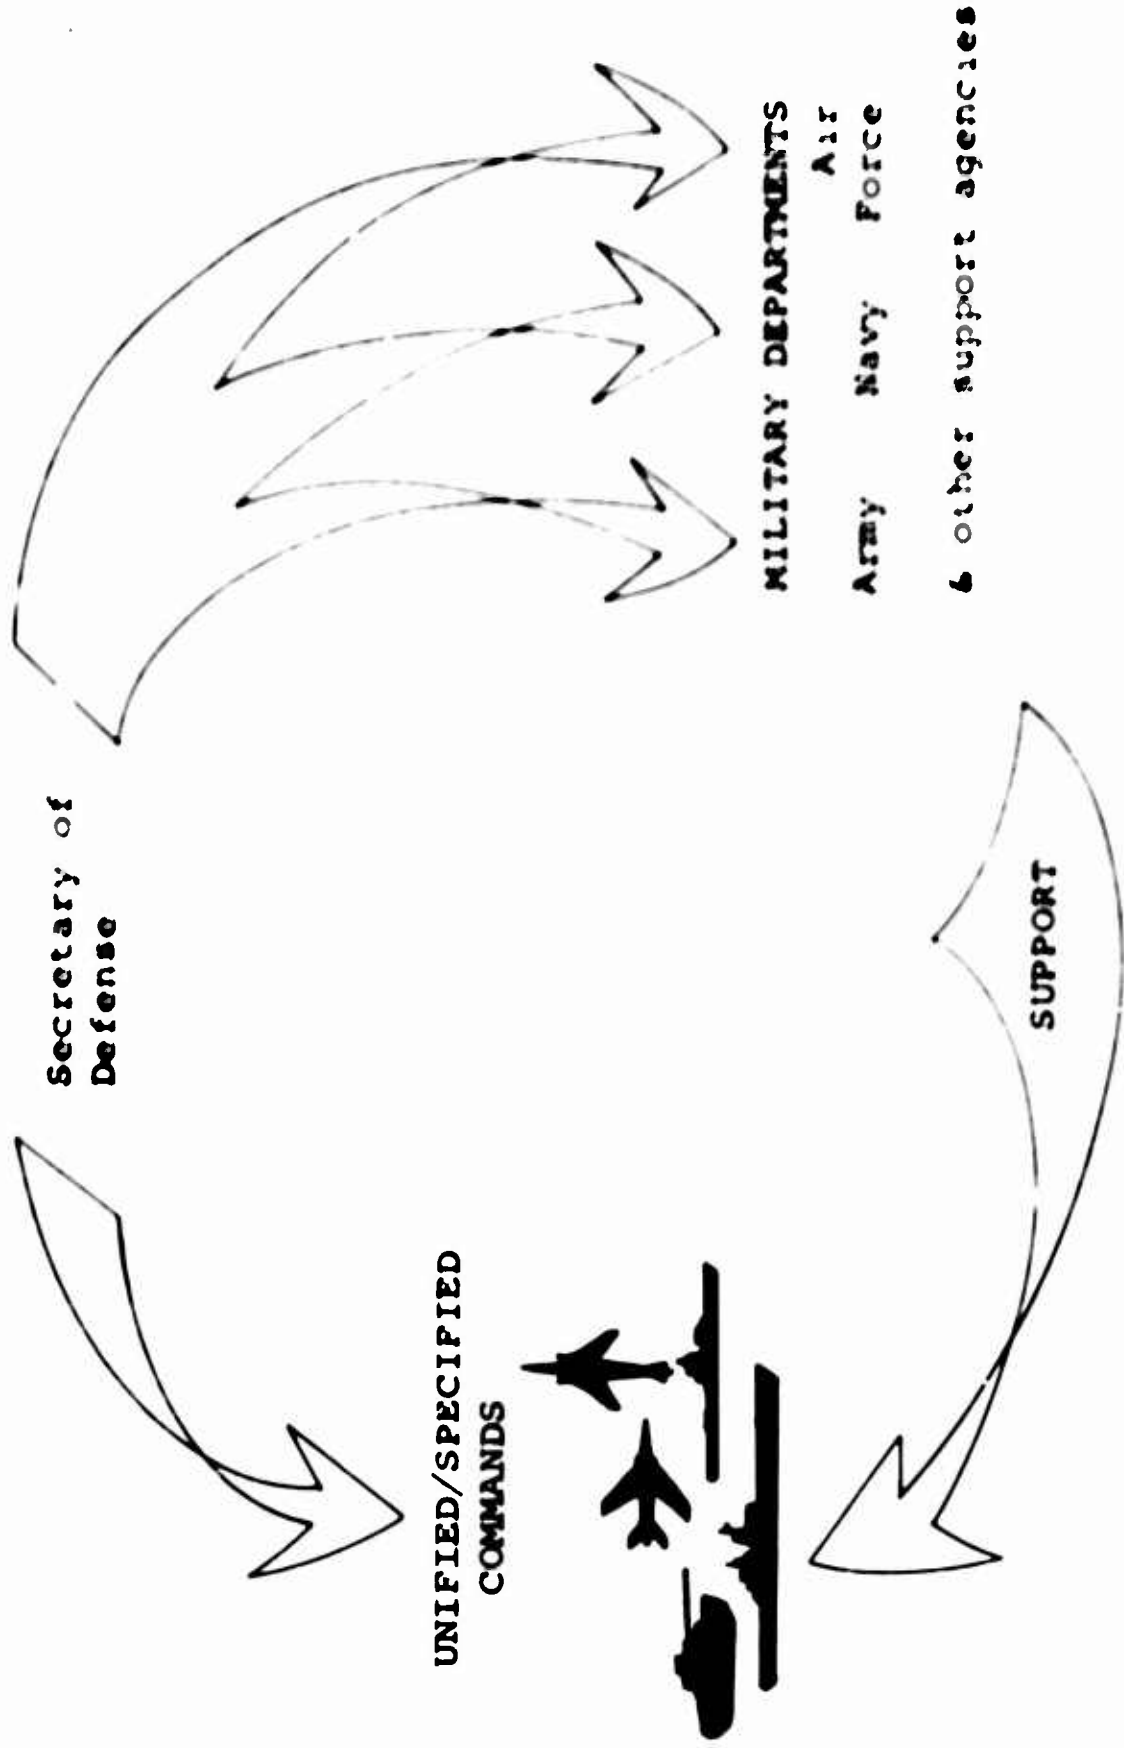 Secretary of
Defense
UNIFIED/SPECIFIED
COMMANDS
MILITARY DEPARTMENTS
Air
Army Navy Force
& other support agencies
SUPPORT